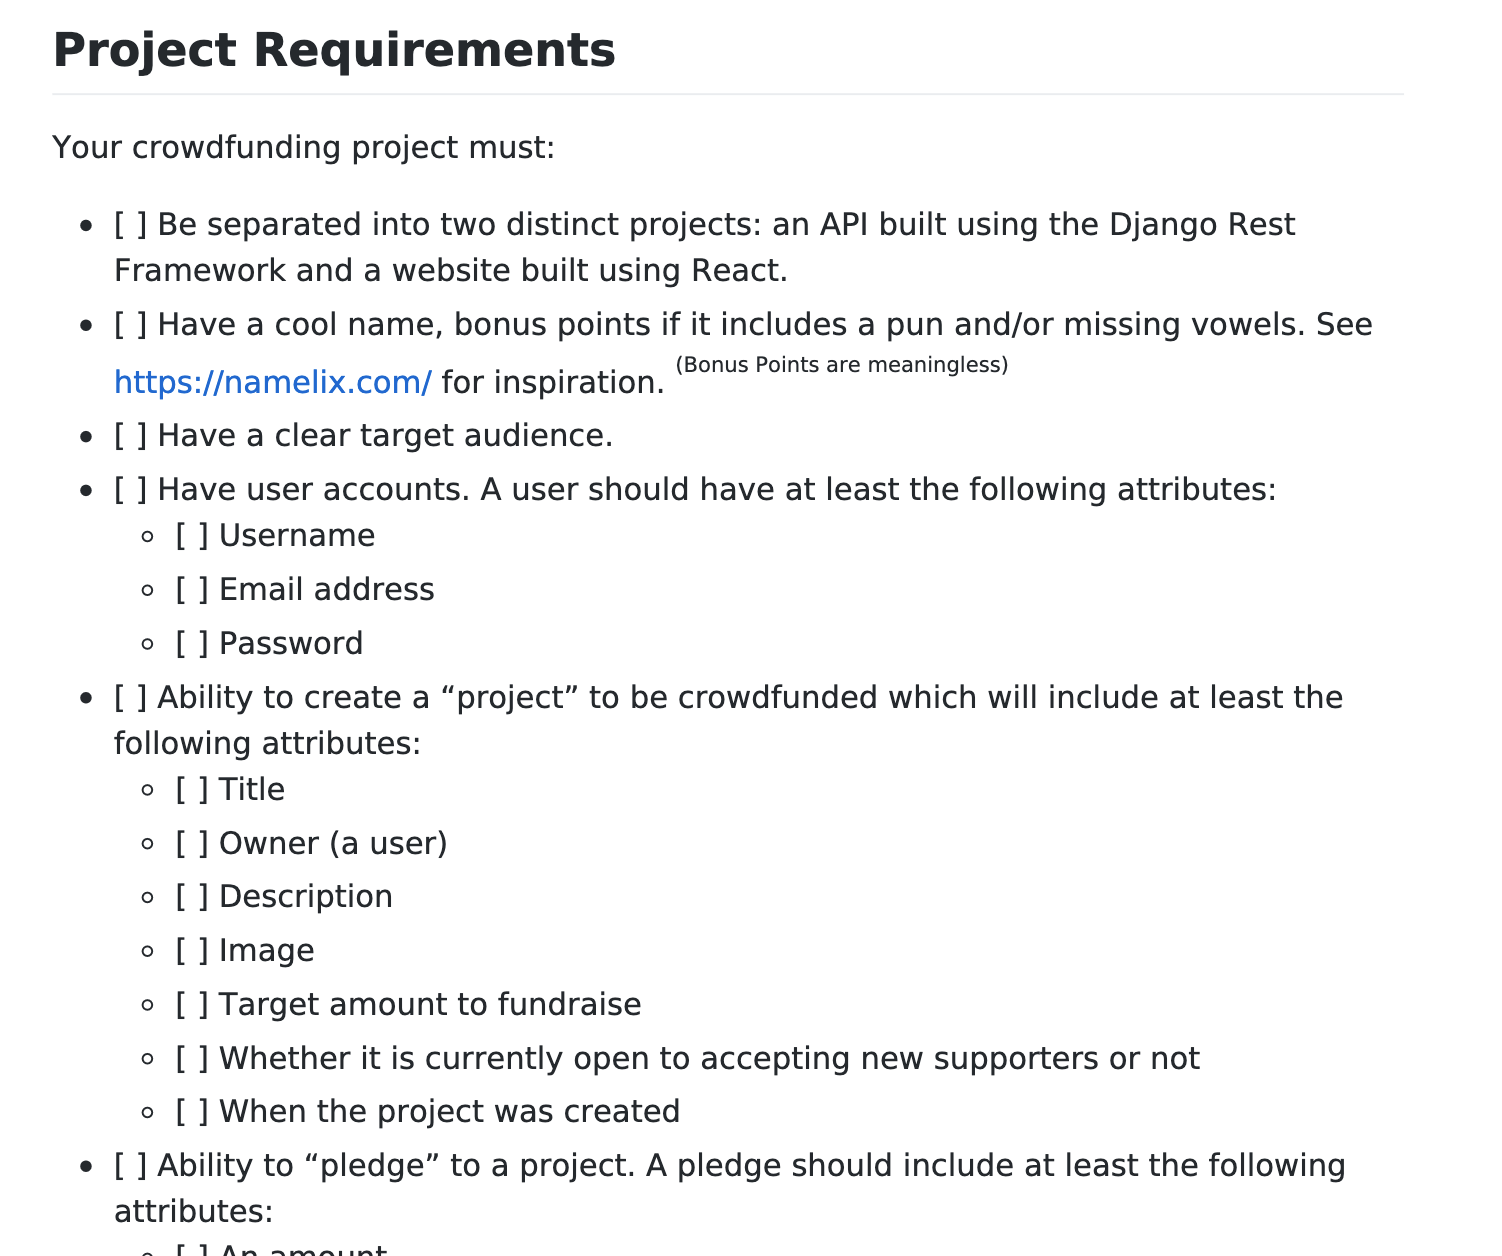 Project Requirements
Your crowdfunding project must:
• [ ] Be separated into two distinct projects: an API built using the Django Rest
Framework and a website built using React.
• [ ] Have a cool name, bonus points if it includes a pun and/or missing vowels. See
https://namelix.com/ for inspiration. (Bonus Points are meaningless)
• [ ] Have a clear target audience.
• [ ] Have user accounts. A user should have at least the following attributes:
◦ [ ] Username
◦ [ ] Email address
◦ [ ] Password
• [ ] Ability to create a “project” to be crowdfunded which will include at least the
following attributes:
◦ [ ] Title
◦ [ ] Owner (a user)
◦ [ ] Description
◦ [ ] Image
◦ [ ] Target amount to fundraise
◦ [ ] Whether it is currently open to accepting new supporters or not
◦ [ ] When the project was created
• [ ] Ability to “pledge” to a project. A pledge should include at least the following
attributes:
◦ [ ] An amount